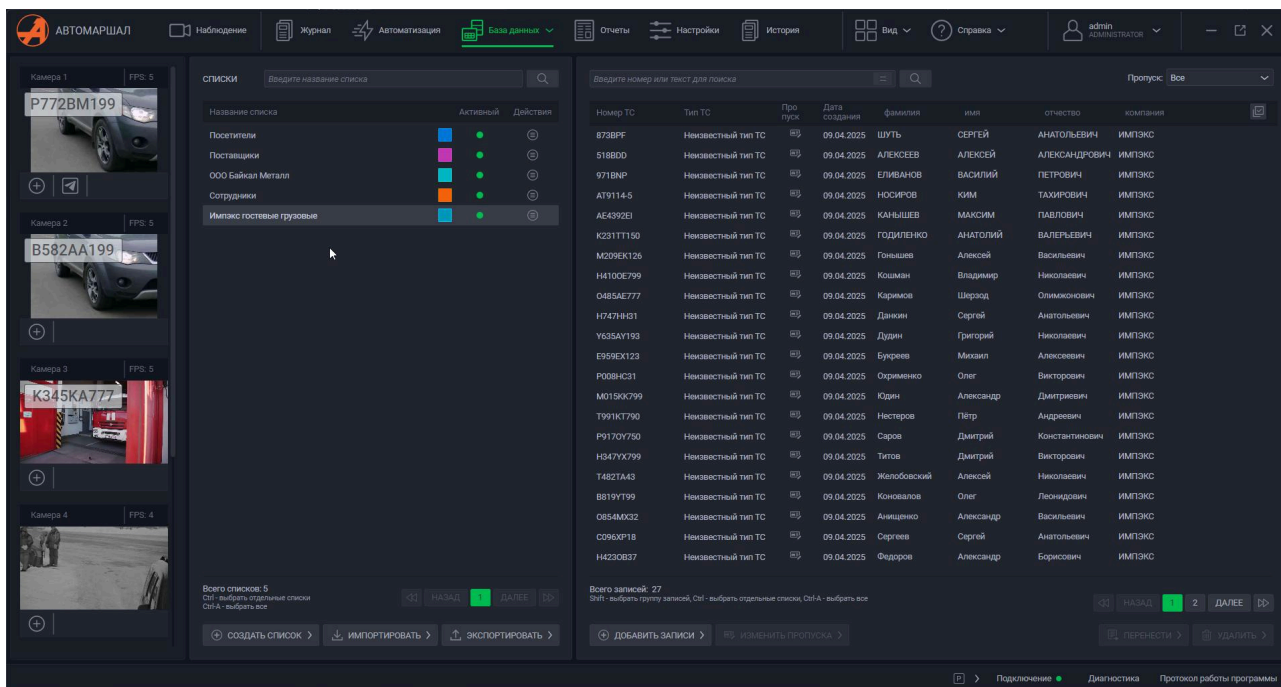 АВТОМАРШАЛ Наблюдение Журнал Автоматизация База данных Отчеты Настройки История Вид Справка admin
ADMINISTRATOR
Камера 1 FPS: 5
P772BM199
Камера 2 FPS: 5
B582AA199
Камера 3 FPS: 5
K345KA777
Камера 4 FPS: 4
СПИСКИ Введите название списка
Название списка Активный Действия
Посетители
Поставщики
ООО Байкал Металл
Сотрудники
Импэкс гостевые грузовые
Всего списков: 5
Ctrl - выбрать отдельные списки
Ctrl-A - выбрать все
НАЗАД 1 ДАЛЕЕ
СОЗДАТЬ СПИСОК ИМПОРТИРОВАТЬ ЭКСПОРТИРОВАТЬ
Введите номер или текст для поиска Пропуск: Все
Номер ТС Тип ТС Про
пуск Дата
создания фамилия имя отчество компания
873BPF Неизвестный тип ТС 09.04.2025 ШУТЬ СЕРГЕЙ АНАТОЛЬЕВИЧ ИМПЭКС
518BDD Неизвестный тип ТС 09.04.2025 АЛЕКСЕЕВ АЛЕКСЕЙ АЛЕКСАНДРОВИЧ ИМПЭКС
971BNP Неизвестный тип ТС 09.04.2025 ЕЛИВАНОВ ВАСИЛИЙ ПЕТРОВИЧ ИМПЭКС
AT9114-5 Неизвестный тип ТС 09.04.2025 НОСИРОВ КИМ ТАХИРОВИЧ ИМПЭКС
AE4392EI Неизвестный тип ТС 09.04.2025 КАНЫШЕВ МАКСИМ ПАВЛОВИЧ ИМПЭКС
K231TT150 Неизвестный тип ТС 09.04.2025 ГОДИЛЕНКО АНАТОЛИЙ ВАЛЕРЬЕВИЧ ИМПЭКС
M209EK126 Неизвестный тип ТС 09.04.2025 Гонышев Алексей Васильевич ИМПЭКС
H410OE799 Неизвестный тип ТС 09.04.2025 Кошман Владимир Николаевич ИМПЭКС
O485AE777 Неизвестный тип ТС 09.04.2025 Каримов Шерзод Олимжонович ИМПЭКС
H747HH31 Неизвестный тип ТС 09.04.2025 Данкин Сергей Анатольевич ИМПЭКС
Y635AY193 Неизвестный тип ТС 09.04.2025 Дудин Григорий Николаевич ИМПЭКС
E959EX123 Неизвестный тип ТС 09.04.2025 Букреев Михаил Алексеевич ИМПЭКС
P008HC31 Неизвестный тип ТС 09.04.2025 Охрименко Олег Викторович ИМПЭКС
M015KK799 Неизвестный тип ТС 09.04.2025 Юдин Александр Дмитриевич ИМПЭКС
T991KT790 Неизвестный тип ТС 09.04.2025 Нестеров Пётр Андреевич ИМПЭКС
P917OY750 Неизвестный тип ТС 09.04.2025 Саров Дмитрий Константинович ИМПЭКС
H347YX799 Неизвестный тип ТС 09.04.2025 Титов Дмитрий Викторович ИМПЭКС
T482TA43 Неизвестный тип ТС 09.04.2025 Желобовский Алексей Николаевич ИМПЭКС
B819YT99 Неизвестный тип ТС 09.04.2025 Коновалов Олег Леонидович ИМПЭКС
O854MX32 Неизвестный тип ТС 09.04.2025 Анищенко Александр Васильевич ИМПЭКС
C096XP18 Неизвестный тип ТС 09.04.2025 Сергеев Сергей Анатольевич ИМПЭКС
H423OB37 Неизвестный тип ТС 09.04.2025 Федоров Александр Борисович ИМПЭКС
Всего записей: 27
Shift - выбрать группу записей, Ctrl - выбрать отдельные списки, Ctrl-A - выбрать все
НАЗАД 1 2 ДАЛЕЕ
ДОБАВИТЬ ЗАПИСИ ИЗМЕНИТЬ ПРОПУСКА ПЕРЕНЕСТИ УДАЛИТЬ
P Подключение Диагностика Протокол работы программы